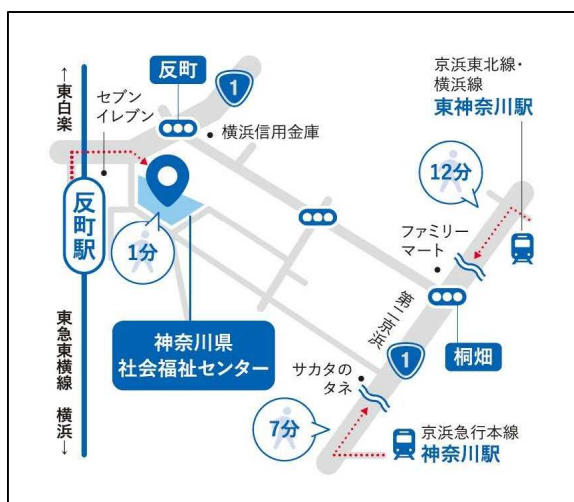 反町
1
セブン
イレブン
↑東白楽
横浜信用金庫
京浜東北線・
横浜線
東神奈川駅
12分
反町駅
1分
ファミリー
マート
第二京浜
1
桐畑
東急東横線 横浜↓
神奈川県
社会福祉センター
サカタの
タネ
7分
京浜急行本線
神奈川駅